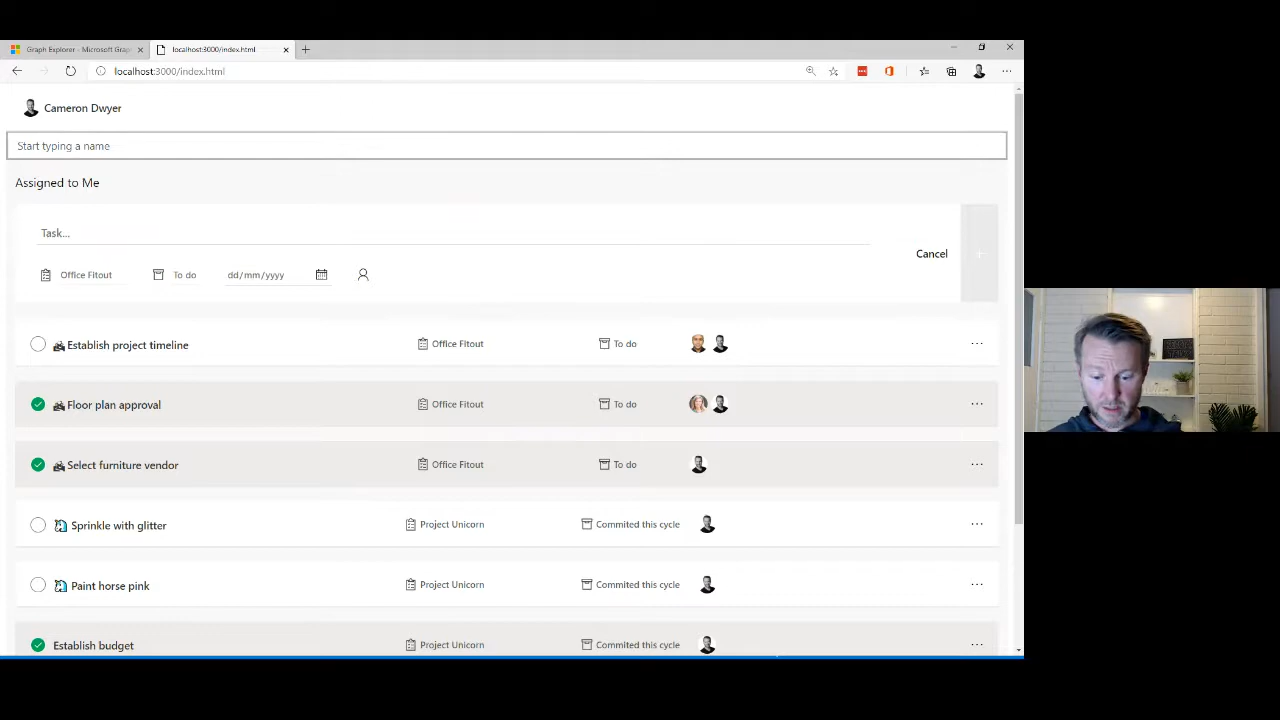 Graph Explorer - Microsoft Grap
localhost:3000/index.html
localhost:3000/index.html
Cameron Dwyer
Start typing a name
Assigned to Me
Task...
Cancel
Office Fitout To do dd/mm/yyyy
Establish project timeline Office Fitout To do
Floor plan approval Office Fitout To do
Select furniture vendor Office Fitout To do
Sprinkle with glitter Project Unicorn Commited this cycle
Paint horse pink Project Unicorn Commited this cycle
Establish budget Project Unicorn Commited this cycle